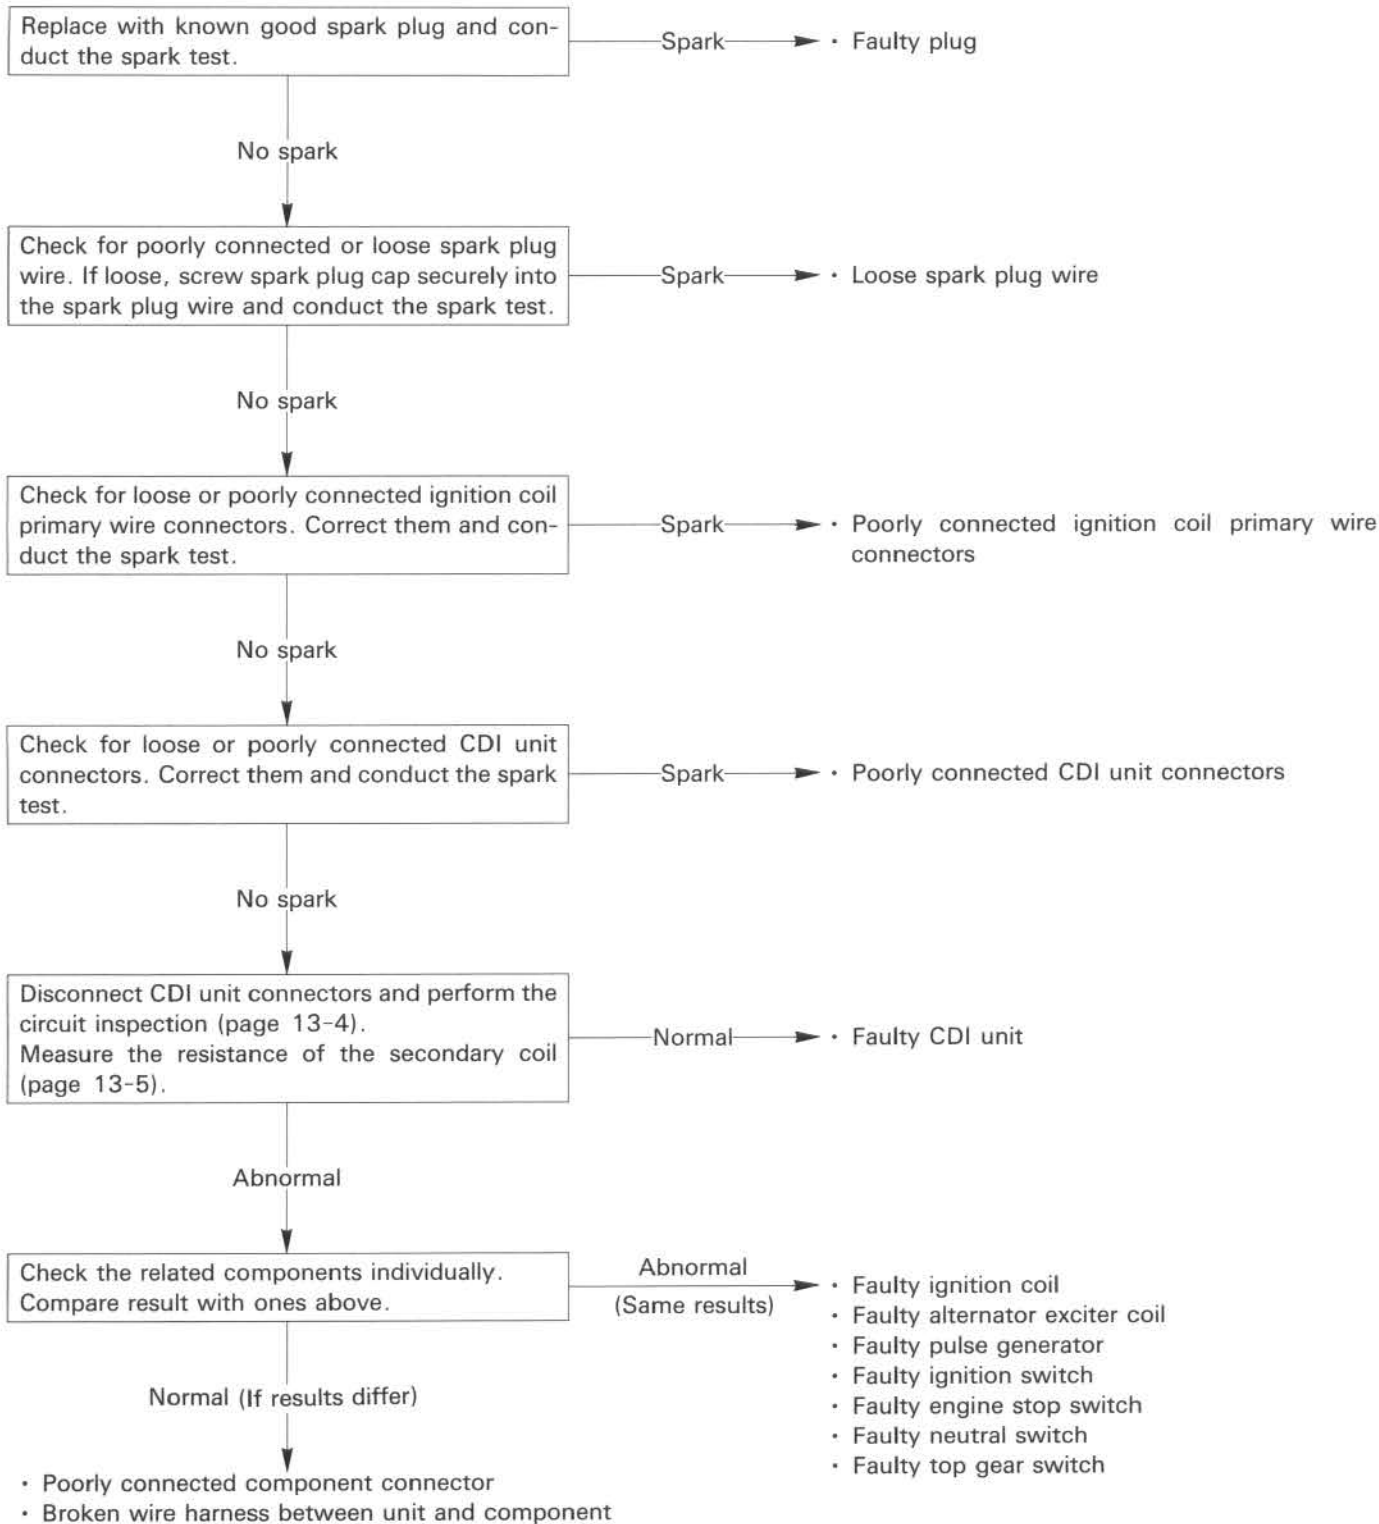 Replace with known good spark plug and con-
duct the spark test.
Spark
· Faulty plug
No spark
Check for poorly connected or loose spark plug
wire. If loose, screw spark plug cap securely into
the spark plug wire and conduct the spark test.
Spark
· Loose spark plug wire
No spark
Check for loose or poorly connected ignition coil
primary wire connectors. Correct them and con-
duct the spark test.
Spark
· Poorly connected ignition coil primary wire
connectors
No spark
Check for loose or poorly connected CDI unit
connectors. Correct them and conduct the spark
test.
Spark
· Poorly connected CDI unit connectors
No spark
Disconnect CDI unit connectors and perform the
circuit inspection (page 13-4).
Measure the resistance of the secondary coil
(page 13-5).
Normal
· Faulty CDI unit
Abnormal
Check the related components individually.
Compare result with ones above.
Abnormal
(Same results)
· Faulty ignition coil
· Faulty alternator exciter coil
· Faulty pulse generator
· Faulty ignition switch
· Faulty engine stop switch
· Faulty neutral switch
· Faulty top gear switch
Normal (If results differ)
· Poorly connected component connector
· Broken wire harness between unit and component